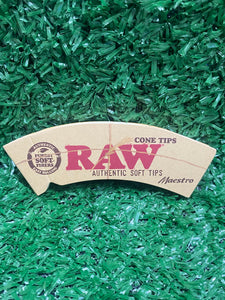 CONE TIPS
RAW
AUTHENTIC SOFT TIPS
Maestro